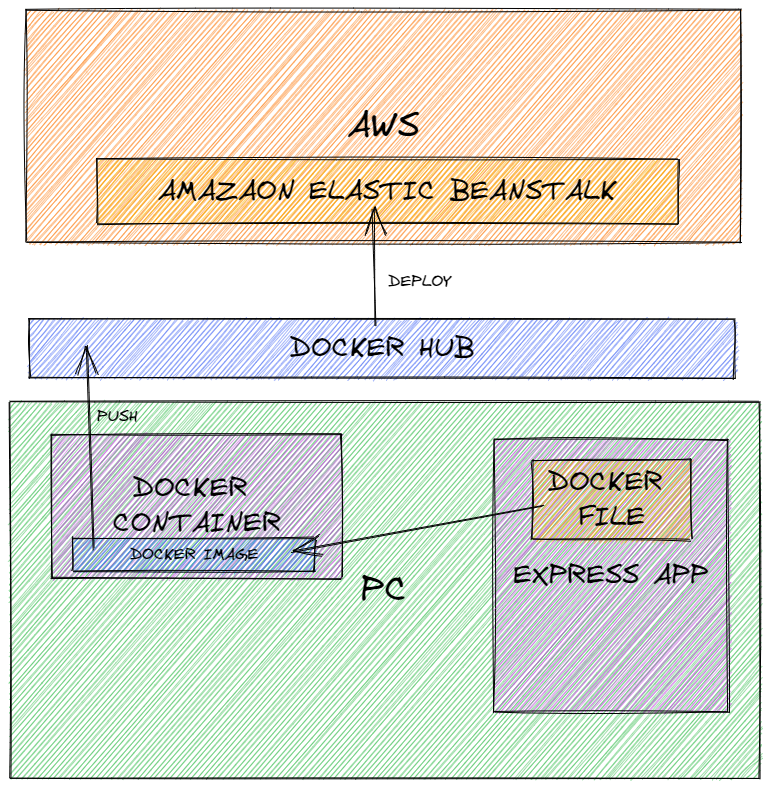 AWS
AMAZAON ELASTIC BEANSTALK
DEPLOY
DOCKER HUB
PUSH
DOCKER
CONTAINER
DOCKER IMAGE
PC
DOCKER
FILE
EXPRESS APP